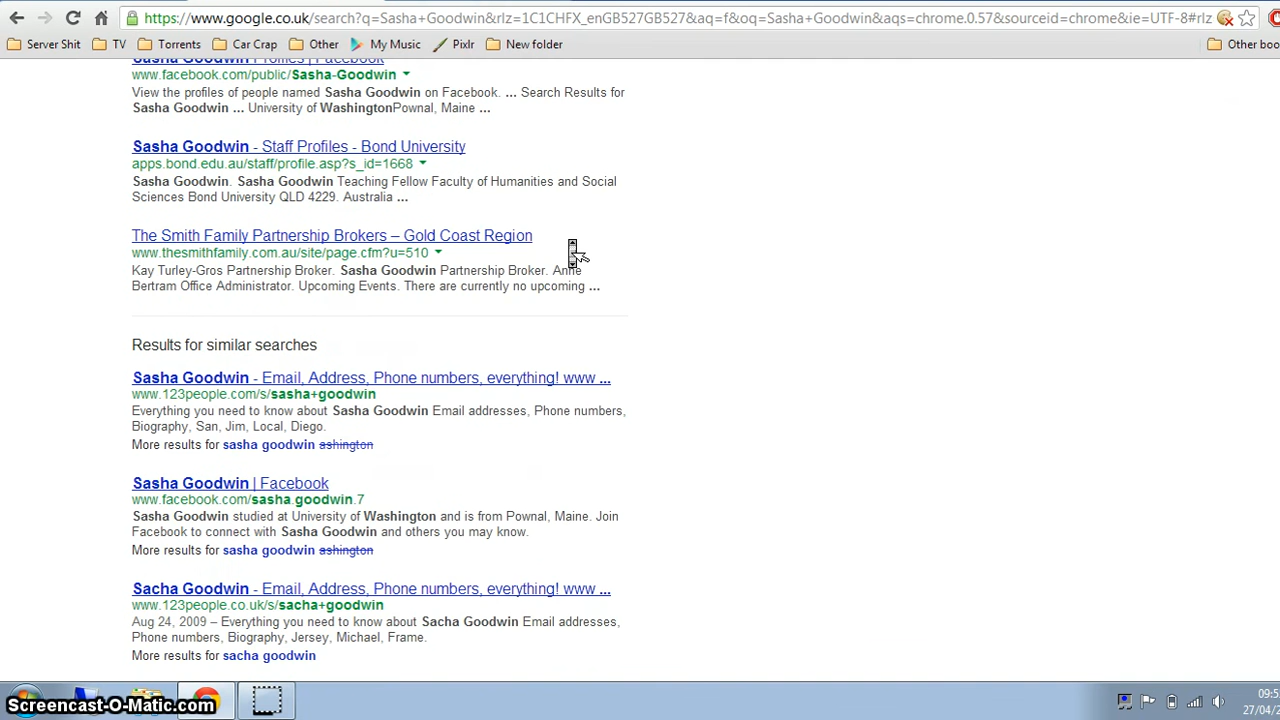 https://www.google.co.uk/search?q=Sasha+Goodwin&rlz=1C1CHFX_enGB527GB527&aq=f&oq=Sasha+Goodwin&aqs=chrome.0.57&sourceid=chrome&ie=UTF-8#rlz
Server Shit TV Torrents Car Crap Other My Music Pixlr New folder Other boo
Sasha Goodwin Profiles | Facebook
www.facebook.com/public/Sasha-Goodwin
View the profiles of people named Sasha Goodwin on Facebook. ... Search Results for
Sasha Goodwin ... University of WashingtonPownal, Maine ...
Sasha Goodwin - Staff Profiles - Bond University
apps.bond.edu.au/staff/profile.asp?s_id=1668
Sasha Goodwin. Sasha Goodwin Teaching Fellow Faculty of Humanities and Social
Sciences Bond University QLD 4229. Australia ...
The Smith Family Partnership Brokers – Gold Coast Region
www.thesmithfamily.com.au/site/page.cfm?u=510
Kay Turley-Gros Partnership Broker. Sasha Goodwin Partnership Broker. Anne
Bertram Office Administrator. Upcoming Events. There are currently no upcoming ...
Results for similar searches
Sasha Goodwin - Email, Address, Phone numbers, everything! www ...
www.123people.com/s/sasha+goodwin
Everything you need to know about Sasha Goodwin Email addresses, Phone numbers,
Biography, San, Jim, Local, Diego.
More results for sasha goodwin ashington
Sasha Goodwin | Facebook
www.facebook.com/sasha.goodwin.7
Sasha Goodwin studied at University of Washington and is from Pownal, Maine. Join
Facebook to connect with Sasha Goodwin and others you may know.
More results for sasha goodwin ashington
Sacha Goodwin - Email, Address, Phone numbers, everything! www ...
www.123people.co.uk/s/sacha+goodwin
Aug 24, 2009 – Everything you need to know about Sacha Goodwin Email addresses,
Phone numbers, Biography, Jersey, Michael, Frame.
More results for sacha goodwin
09:5
Screencast-O-Matic.com
27/04/2